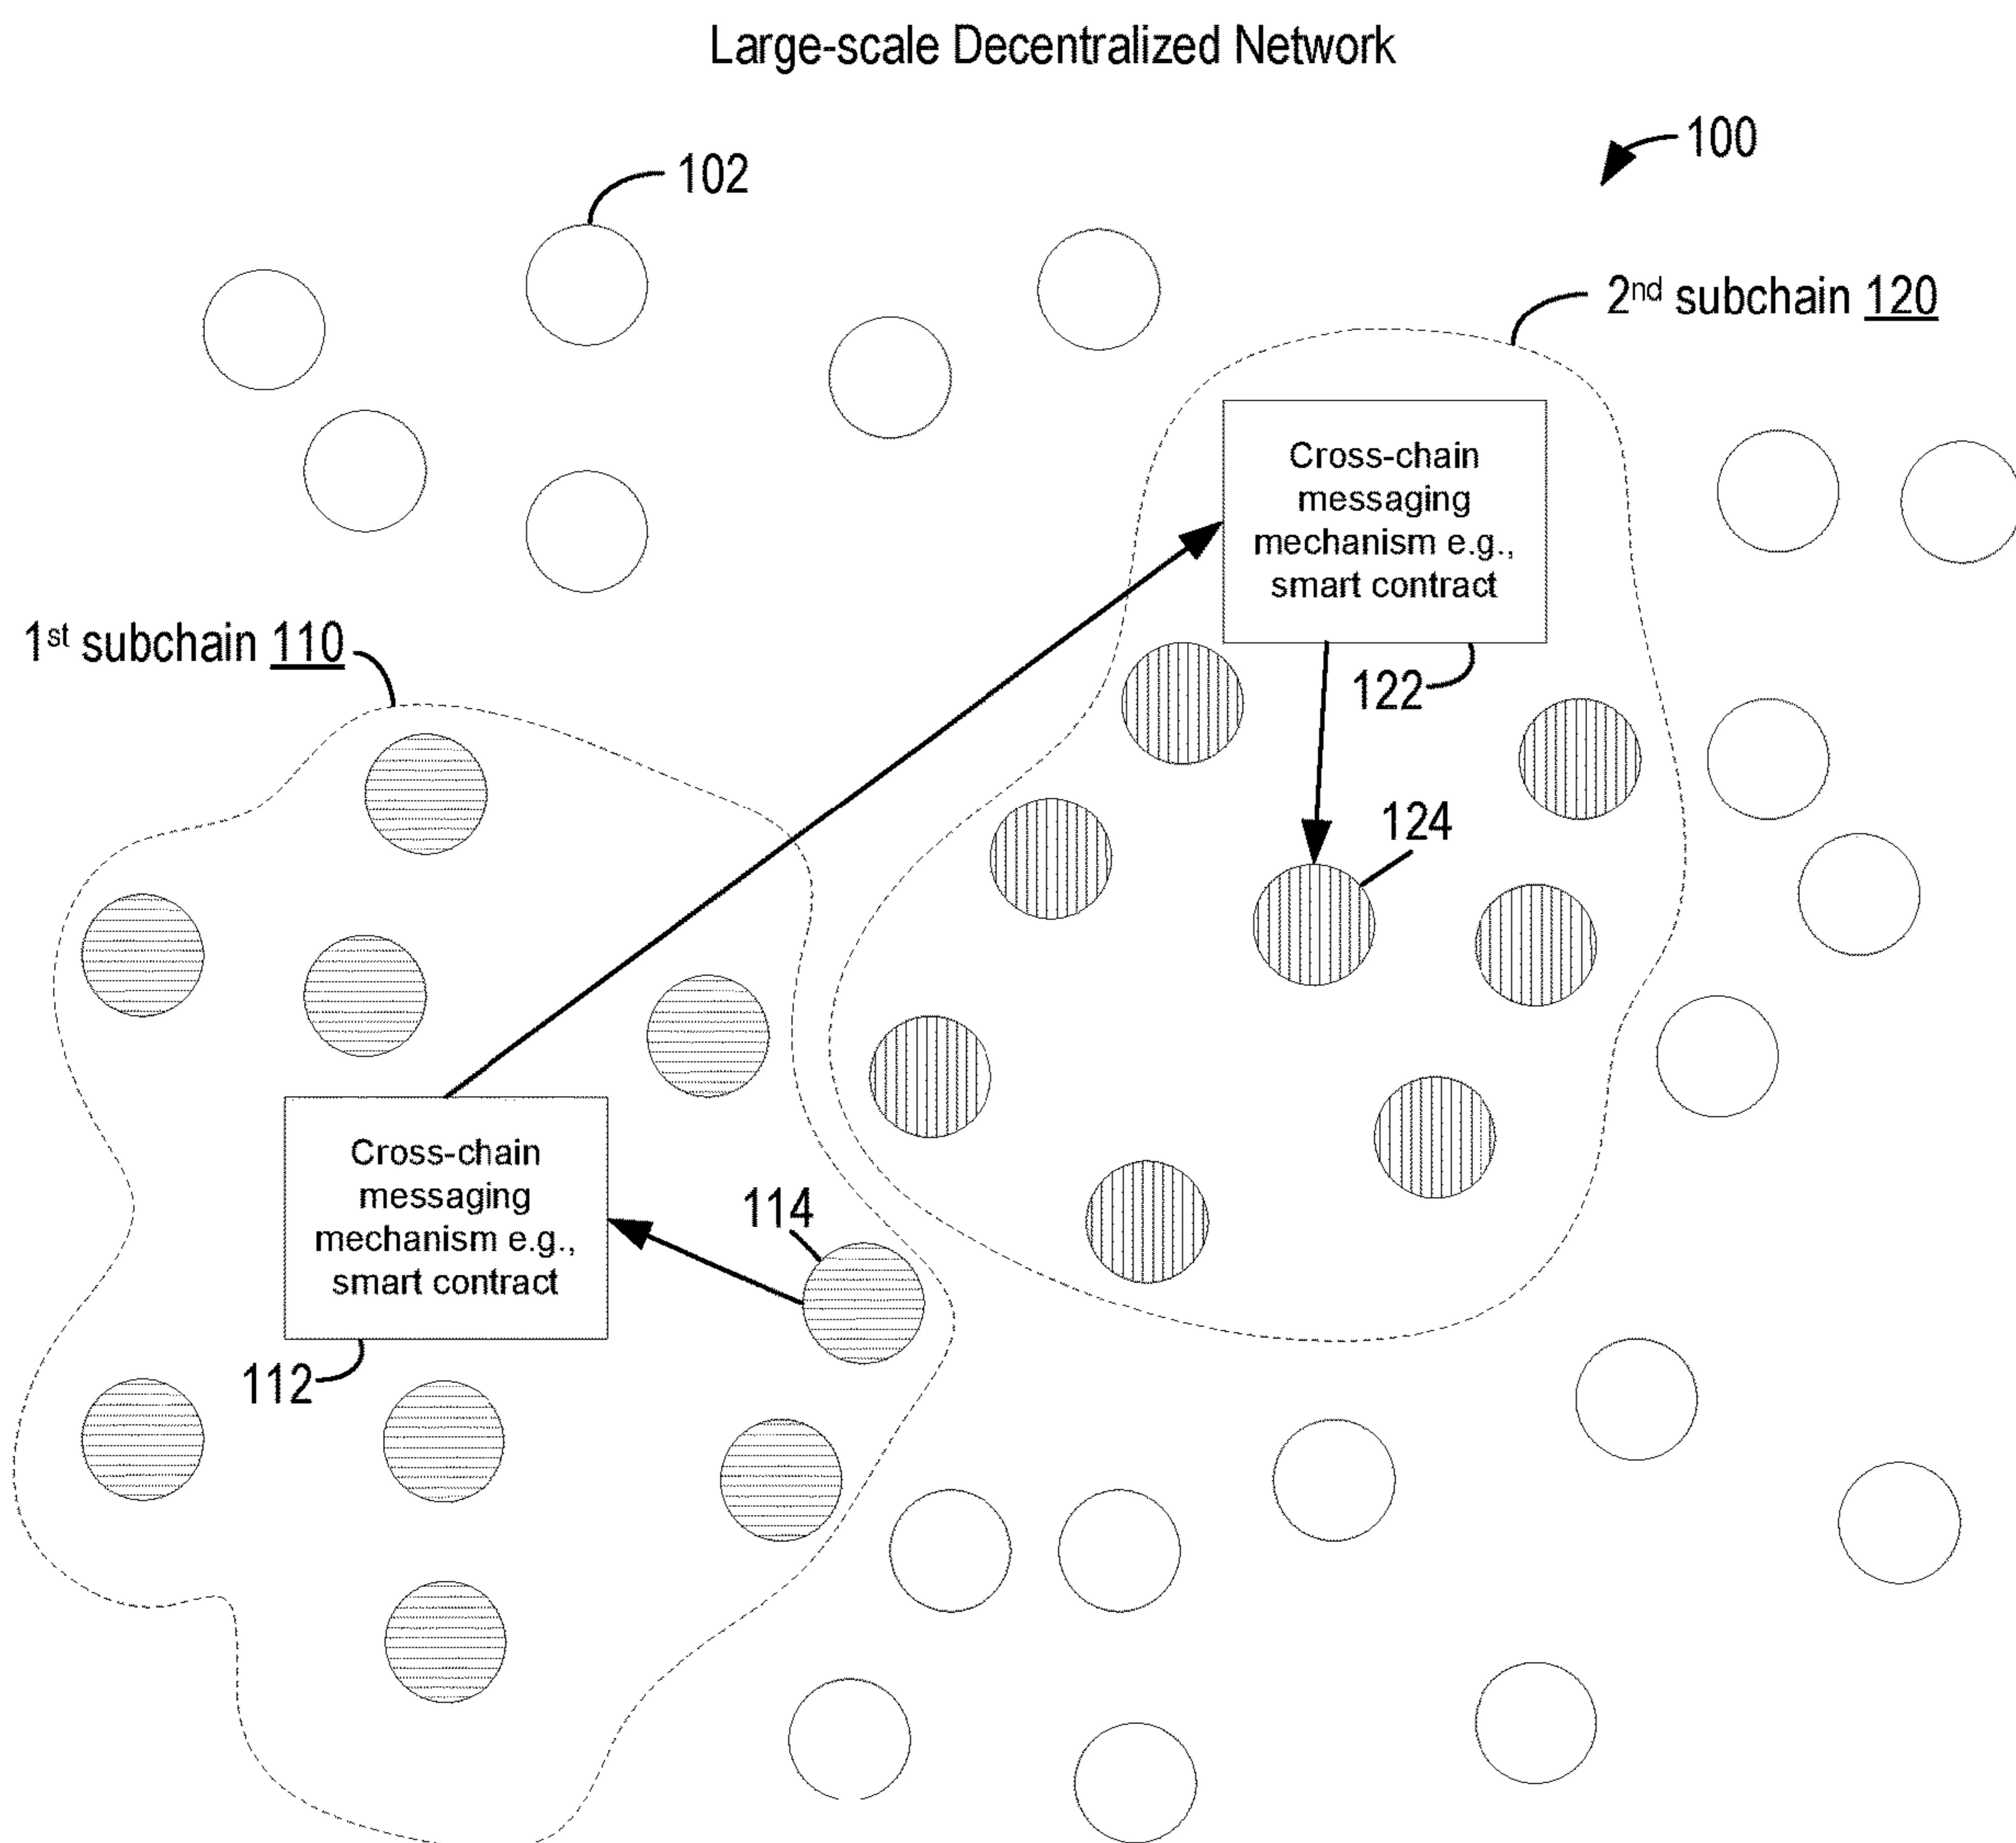 Large-scale Decentralized Network
100
102
2nd subchain 120
Cross-chain
messaging
mechanism e.g.,
smart contract
1st subchain 110
122
124
Cross-chain
messaging
mechanism e.g.,
smart contract
114
112